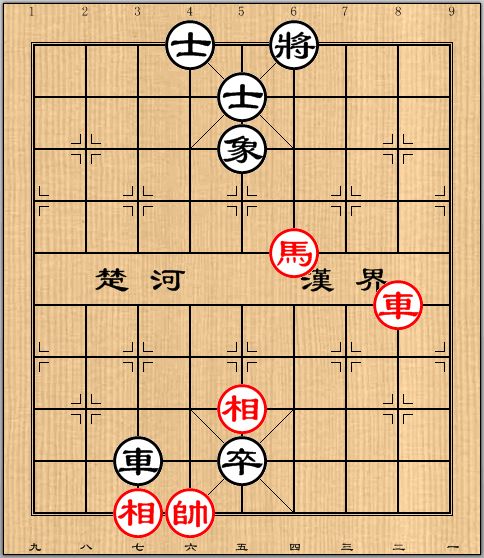 1 2 3 4 5 6 7 8 9
士 將
士
象
馬
楚 河 漢 界
車
相
車 卒
相 帥
九 八 七 六 五 四 三 二 一